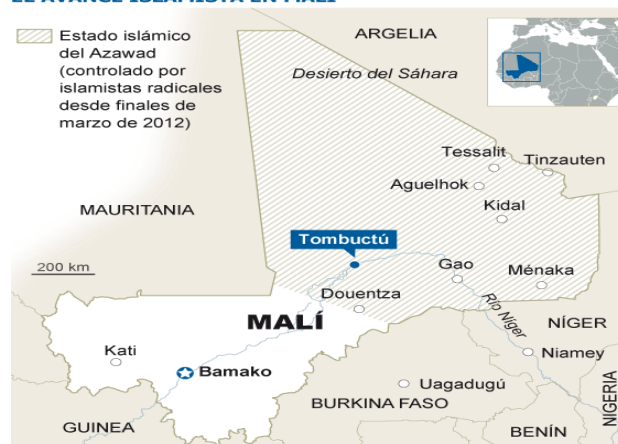 EL AVANCE ISLAMISTA EN MALÍ
Estado islámico
del Azawad
(controlado por
islamistas radicales
desde finales de
marzo de 2012)
ARGELIA
Desierto del Sáhara
Tessalit
Tinzauten
Aguelhok
Kidal
MAURITANIA
Tombuctú
200 km
Gao
Ménaka
Douentza
MALÍ
Río Níger
NÍGER
Kati
Niamey
Bamako
Uagadugú
BURKINA FASO
NIGERIA
GUINEA
BENÍN